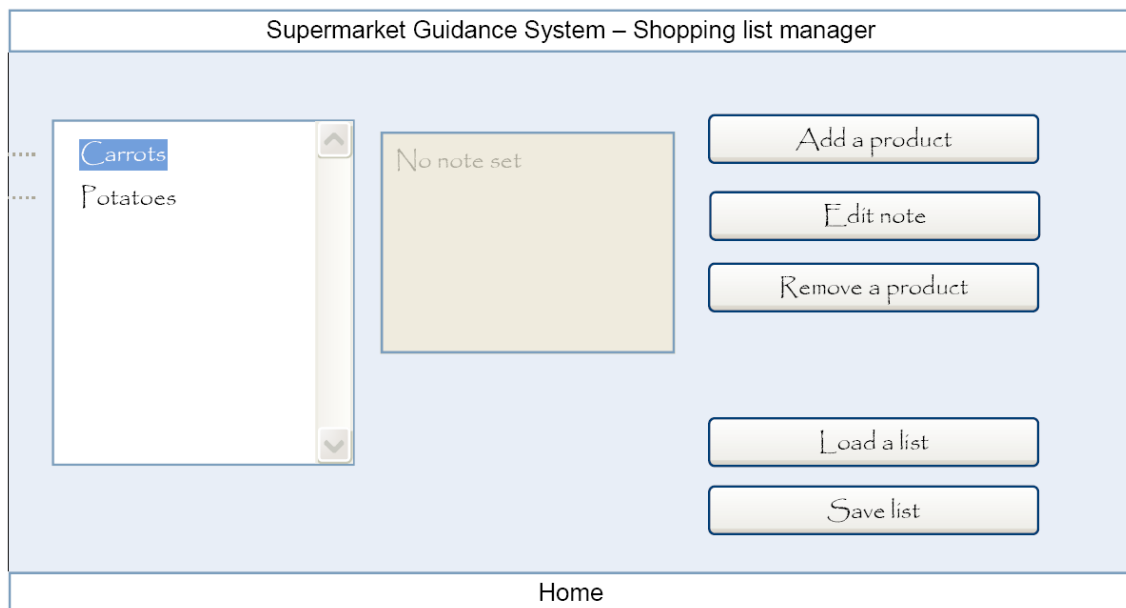 Supermarket Guidance System – Shopping list manager
Carrots
Potatoes
No note set
Add a product
Edit note
Remove a product
Load a list
Save list
Home